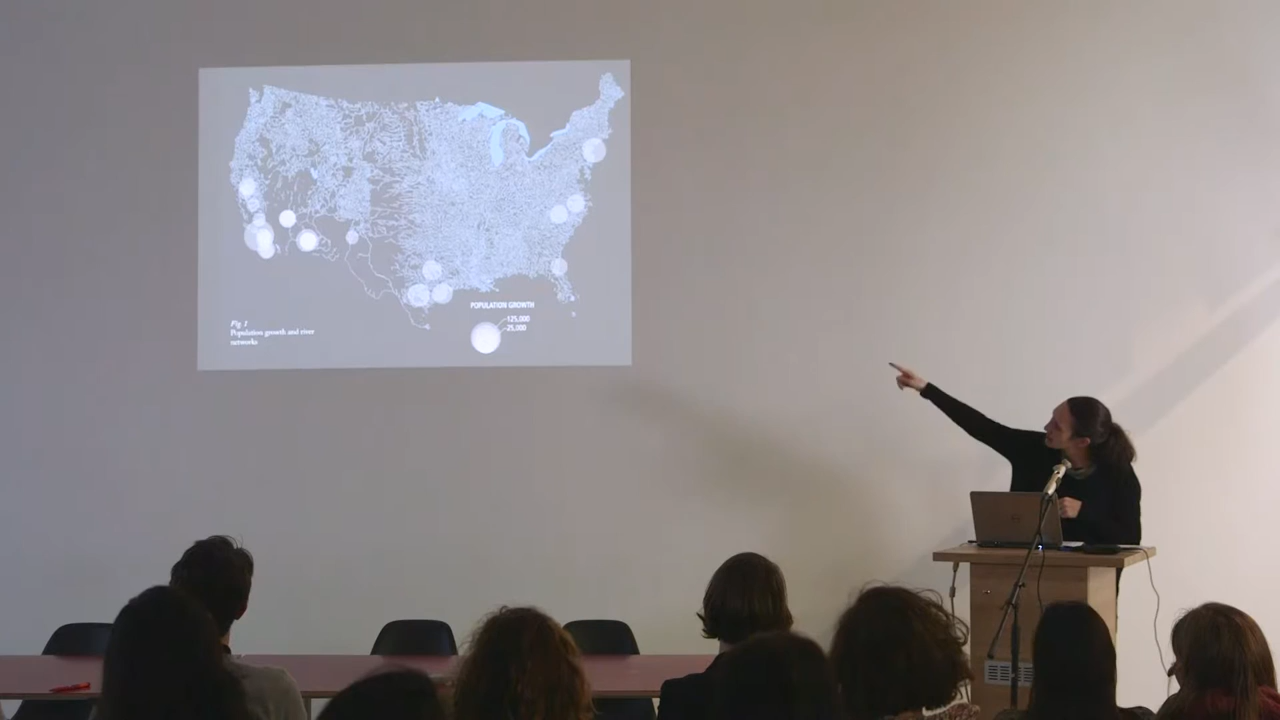 POPULATION GROWTH
125,000
25,000
Fig. 1
Population growth and river
networks